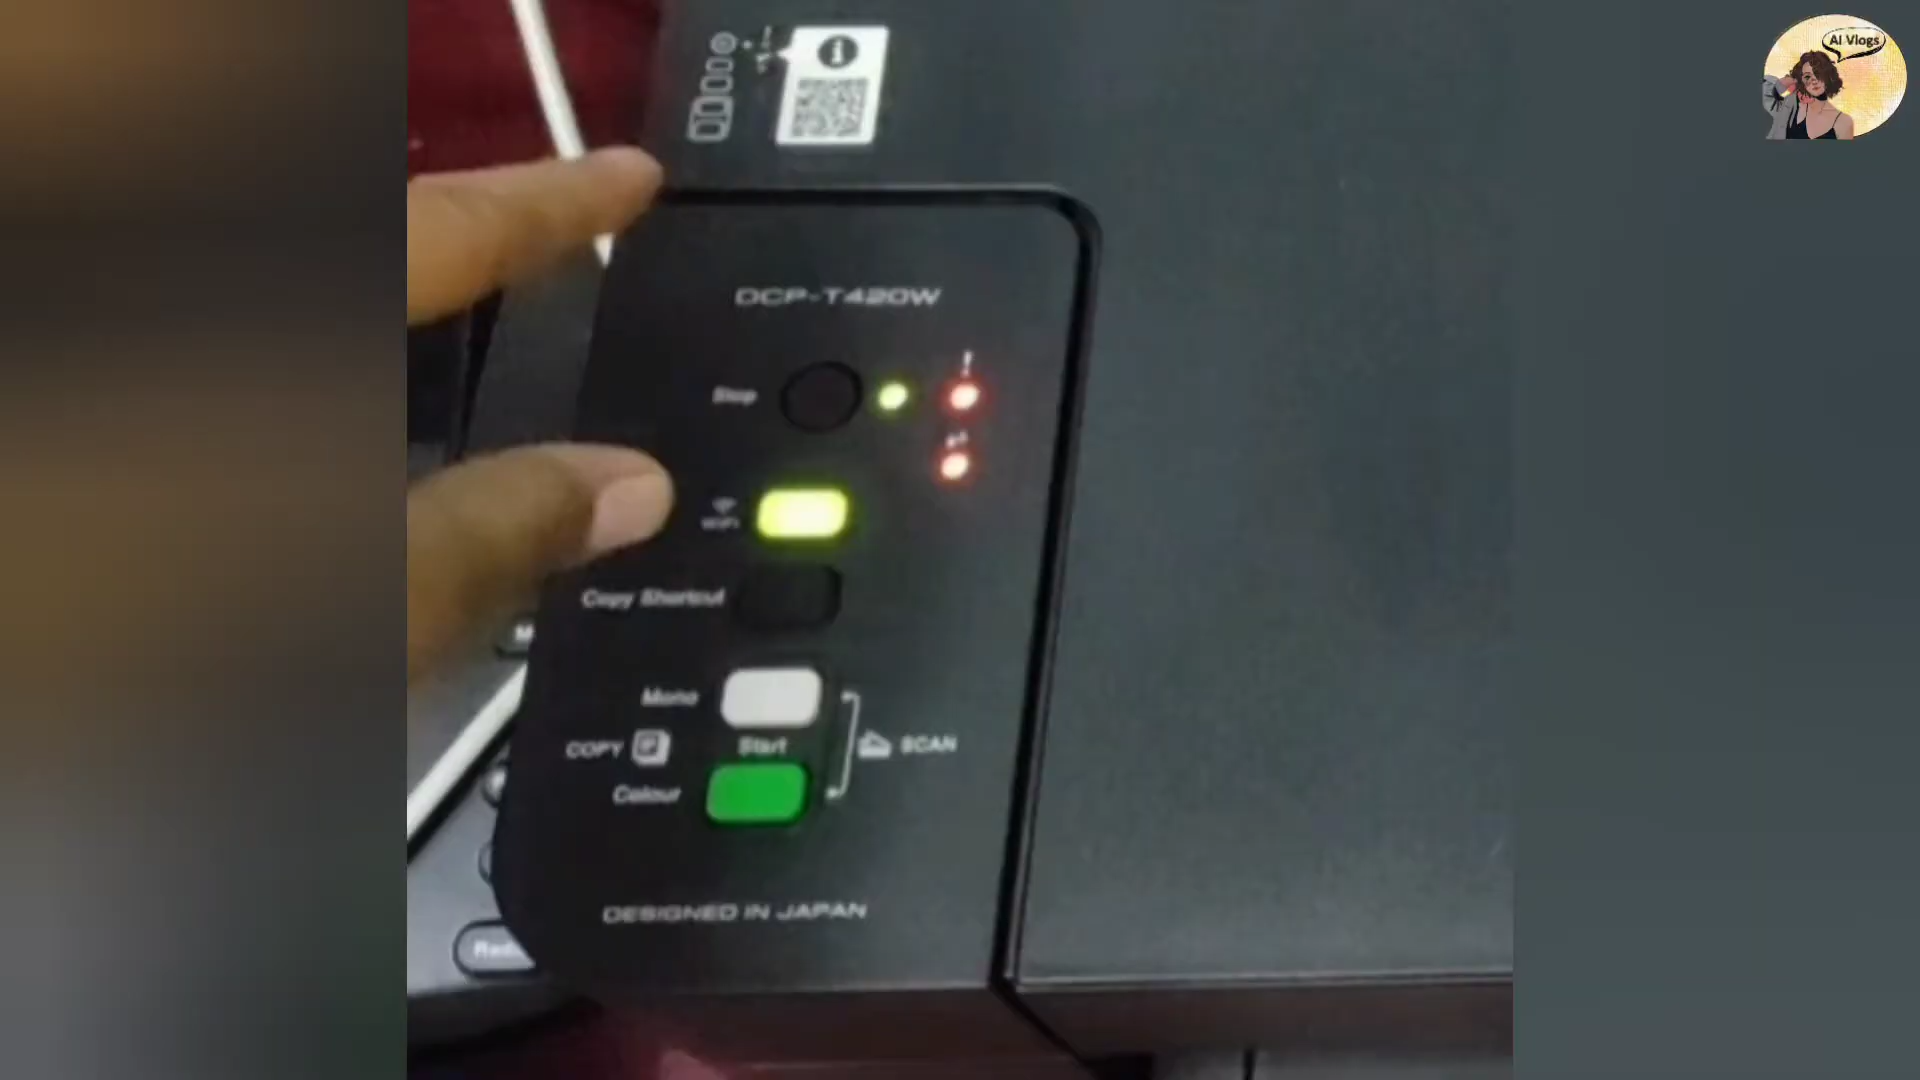 AI Vlogs
DCP-T420W
Stop
WiFi
Copy Shortcut
Mono
COPY
Start
SCAN
Colour
DESIGNED IN JAPAN